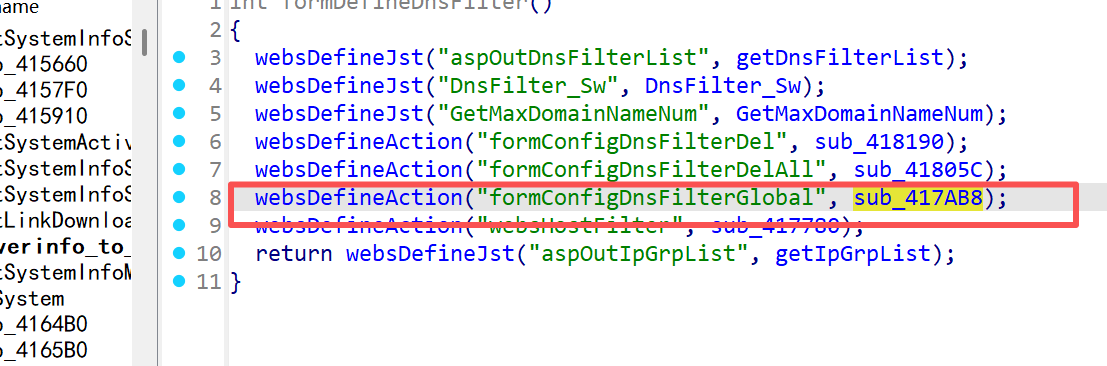 name
tSystemInfoS
o_415660
o_4157F0
o_415910
tSystemActiv
tSystemInfoS
tSystemInfoS
tLinkDownloa
verinfo_to_
tSystemInfoM
System
o_4164B0
o_4165B0
1 int formDefineDnsFilter()
2 {
3 websDefineJst("aspOutDnsFilterList", getDnsFilterList);
4 websDefineJst("DnsFilter_Sw", DnsFilter_Sw);
5 websDefineJst("GetMaxDomainNameNum", GetMaxDomainNameNum);
6 websDefineAction("formConfigDnsFilterDel", sub_418190);
7 websDefineAction("formConfigDnsFilterDelAll", sub_41805C);
8 websDefineAction("formConfigDnsFilterGlobal", sub_417AB8);
9 websDefineAction("websHostFilter", sub_417780);
10 return websDefineJst("aspOutIpGrpList", getIpGrpList);
11 }